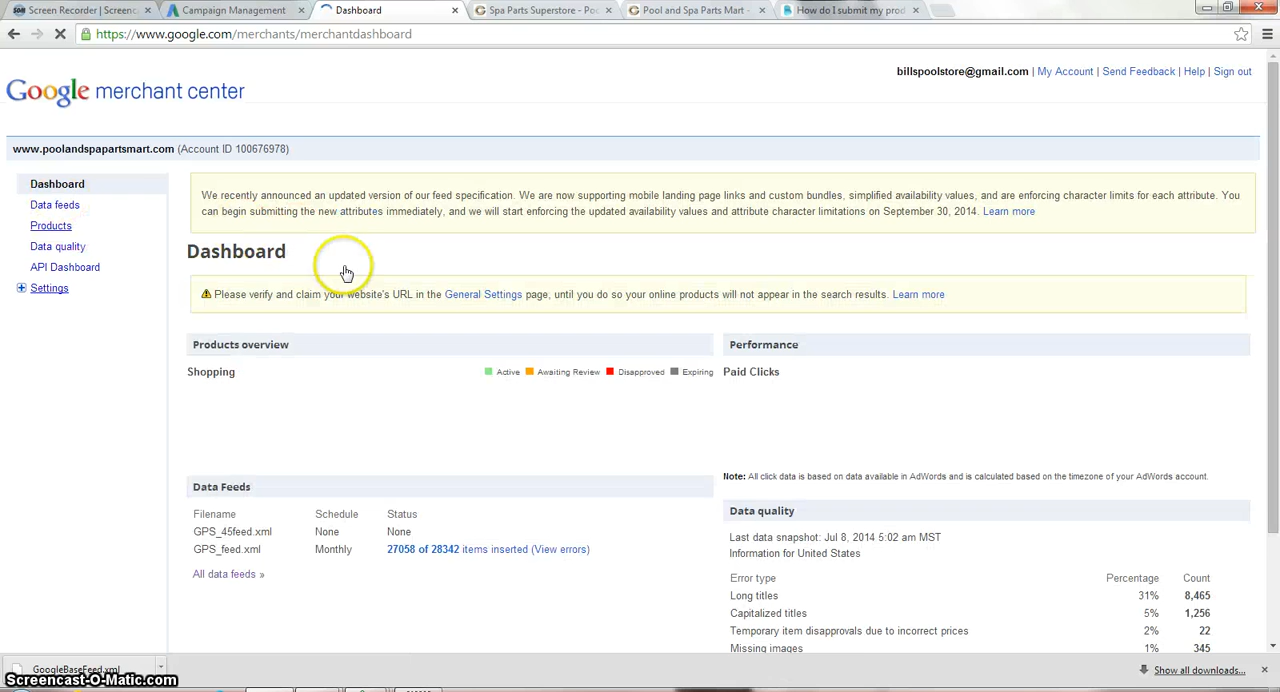 Screen Recorder | Screenc
Campaign Management
Dashboard
Spa Parts Superstore - Poo
Pool and Spa Parts Mart -
How do I submit my prod
https://www.google.com/merchants/merchantdashboard
billspoolstore@gmail.com | My Account | Send Feedback | Help | Sign out
Google merchant center
www.poolandspapartsmart.com (Account ID 100676978)
Dashboard
Data feeds
Products
Data quality
API Dashboard
Settings
We recently announced an updated version of our feed specification. We are now supporting mobile landing page links and custom bundles, simplified availability values, and are enforcing character limits for each attribute. You
can begin submitting the new attributes immediately, and we will start enforcing the updated availability values and attribute character limitations on September 30, 2014. Learn more
Dashboard
Please verify and claim your website's URL in the General Settings page, until you do so your online products will not appear in the search results. Learn more
Products overview
Shopping
Active Awaiting Review Disapproved Expiring
Performance
Paid Clicks
Note: All click data is based on data available in AdWords and is calculated based on the timezone of your AdWords account.
Data Feeds
Filename Schedule Status
GPS_45feed.xml None None
GPS_feed.xml Monthly 27058 of 28342 items inserted (View errors)
All data feeds »
Data quality
Last data snapshot: Jul 8, 2014 5:02 am MST
Information for United States
Error type Percentage Count
Long titles 31% 8,465
Capitalized titles 5% 1,256
Temporary item disapprovals due to incorrect prices 2% 22
Missing images 1% 345
GoogleBaseFeed.xml
Show all downloads...
Screencast-O-Matic.com